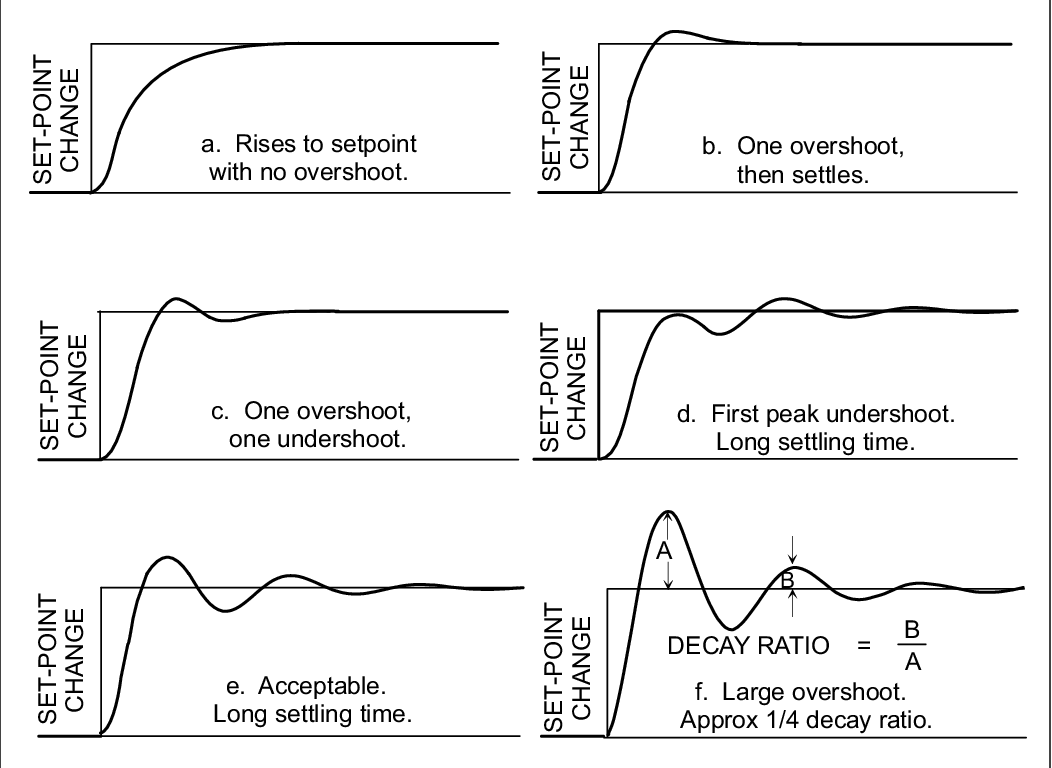 SET-POINT
CHANGE
a. Rises to setpoint
with no overshoot.
SET-POINT
CHANGE
b. One overshoot,
then settles.
SET-POINT
CHANGE
c. One overshoot,
one undershoot.
SET-POINT
CHANGE
d. First peak undershoot.
Long settling time.
SET-POINT
CHANGE
e. Acceptable.
Long settling time.
SET-POINT
CHANGE
A
B
DECAY RATIO = B
A
f. Large overshoot.
Approx 1/4 decay ratio.